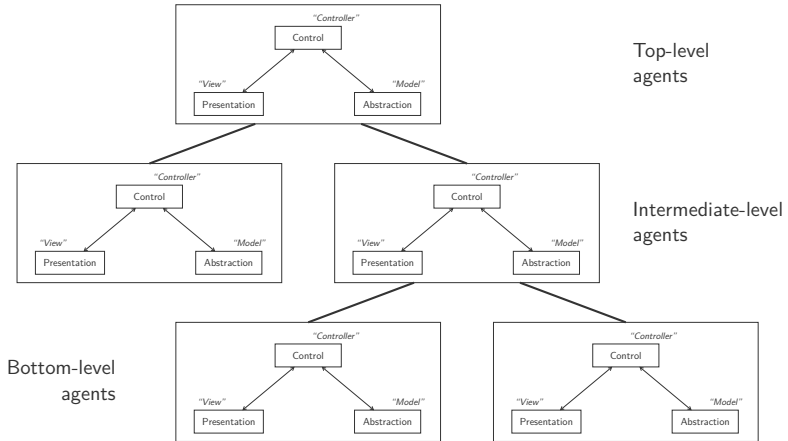 “Controller”
Control
“View”
“Model”
Presentation
Abstraction
Top-level
agents
“Controller”
Control
“View”
“Model”
Presentation
Abstraction
“Controller”
Control
“View”
“Model”
Presentation
Abstraction
Intermediate-level
agents
Bottom-level
agents
“Controller”
Control
“View”
“Model”
Presentation
Abstraction
“Controller”
Control
“View”
“Model”
Presentation
Abstraction